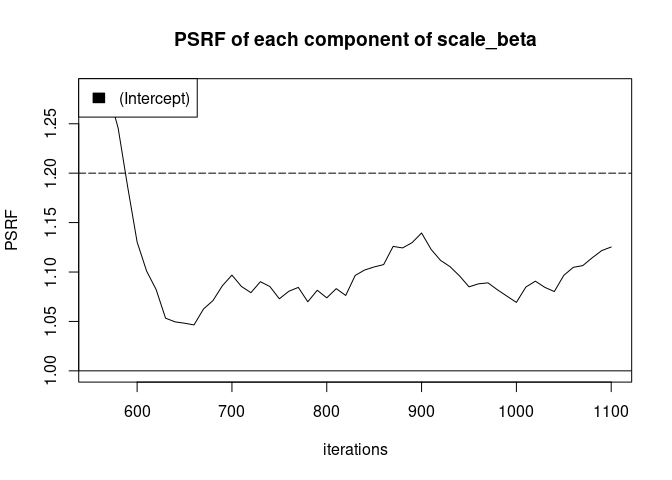 PSRF of each component of scale_beta
(Intercept)
1.25
1.20
1.15
1.10
1.05
1.00
PSRF
600 700 800 900 1000 1100
iterations